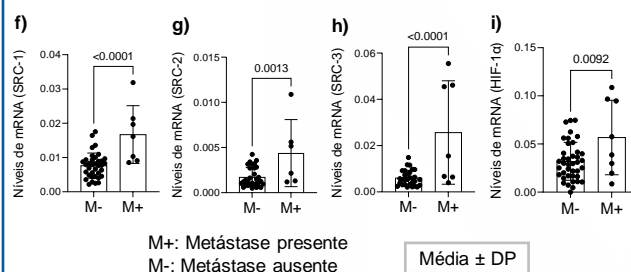 f)
g)
h)
i)
<0.0001
0.0013
<0.0001
0.0092
Níveis de mRNA (SRC-1)
0.04
0.03
0.02
0.01
0.00
M- M+
Níveis de mRNA (SRC-2)
0.015
0.010
0.005
0.000
M- M+
Níveis de mRNA (SRC-3)
0.06
0.04
0.02
0.00
M- M+
Níveis de mRNA (HIF-1α)
0.15
0.10
0.05
0.00
M- M+
M+: Metástase presente
M-: Metástase ausente
Média ± DP